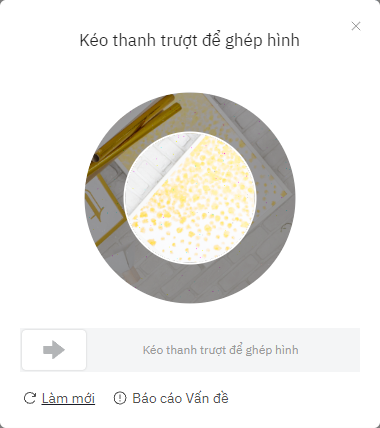 Kéo thanh trượt để ghép hình
Kéo thanh trượt để ghép hình
Làm mới
Báo cáo Vấn đề